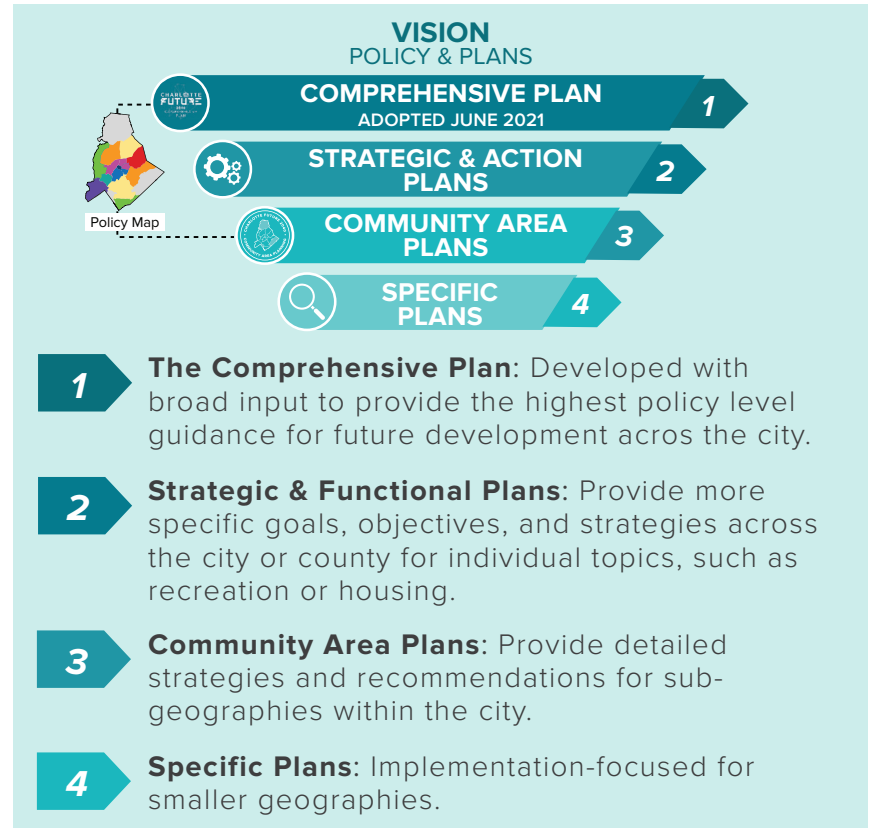 VISION
POLICY & PLANS
CHARLOTTE
FUTURE
COMPREHENSIVE PLAN
ADOPTED JUNE 2021
1
STRATEGIC & ACTION
PLANS
2
Policy Map
COMMUNITY AREA
PLANS
3
SPECIFIC
PLANS
4
1
The Comprehensive Plan: Developed with
broad input to provide the highest policy level
guidance for future development acros the city.
2
Strategic & Functional Plans: Provide more
specific goals, objectives, and strategies across
the city or county for individual topics, such as
recreation or housing.
3
Community Area Plans: Provide detailed
strategies and recommendations for sub-
geographies within the city.
4
Specific Plans: Implementation-focused for
smaller geographies.